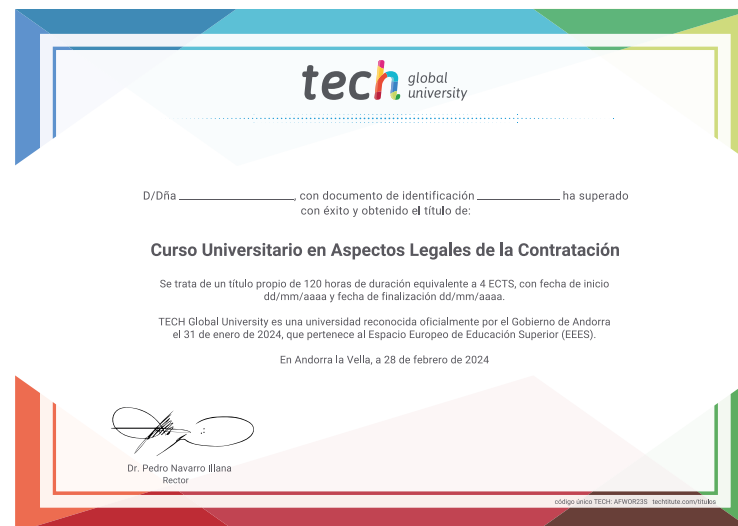 tech global university
D/Dña ____________________, con documento de identificación ______________ ha superado
con éxito y obtenido el título de:
Curso Universitario en Aspectos Legales de la Contratación
Se trata de un título propio de 120 horas de duración equivalente a 4 ECTS, con fecha de inicio
dd/mm/aaaa y fecha de finalización dd/mm/aaaa.
TECH Global University es una universidad reconocida oficialmente por el Gobierno de Andorra
el 31 de enero de 2024, que pertenece al Espacio Europeo de Educación Superior (EEES).
En Andorra la Vella, a 28 de febrero de 2024
Dr. Pedro Navarro Illana
Rector
código único TECH: AFWOR23S techtitute.com/titulos